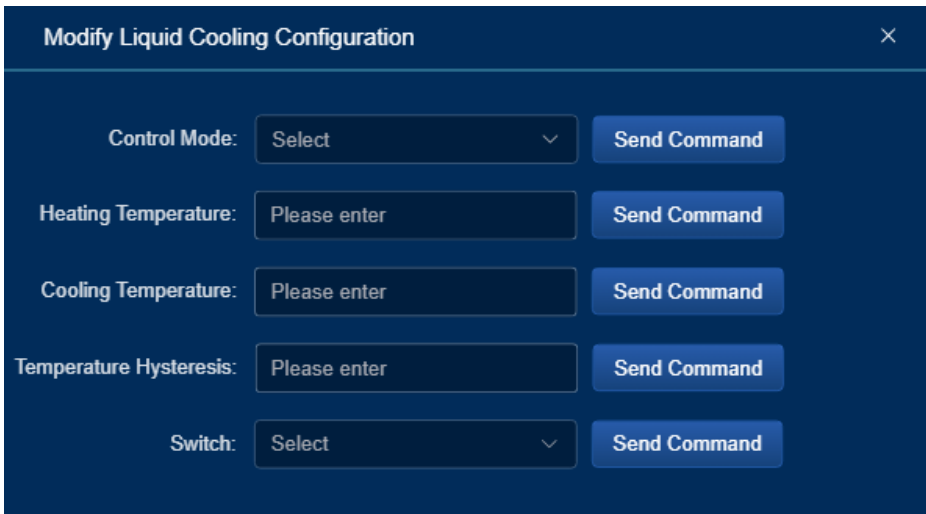 Modify Liquid Cooling Configuration
Control Mode: Select Send Command
Heating Temperature: Please enter Send Command
Cooling Temperature: Please enter Send Command
Temperature Hysteresis: Please enter Send Command
Switch: Select Send Command